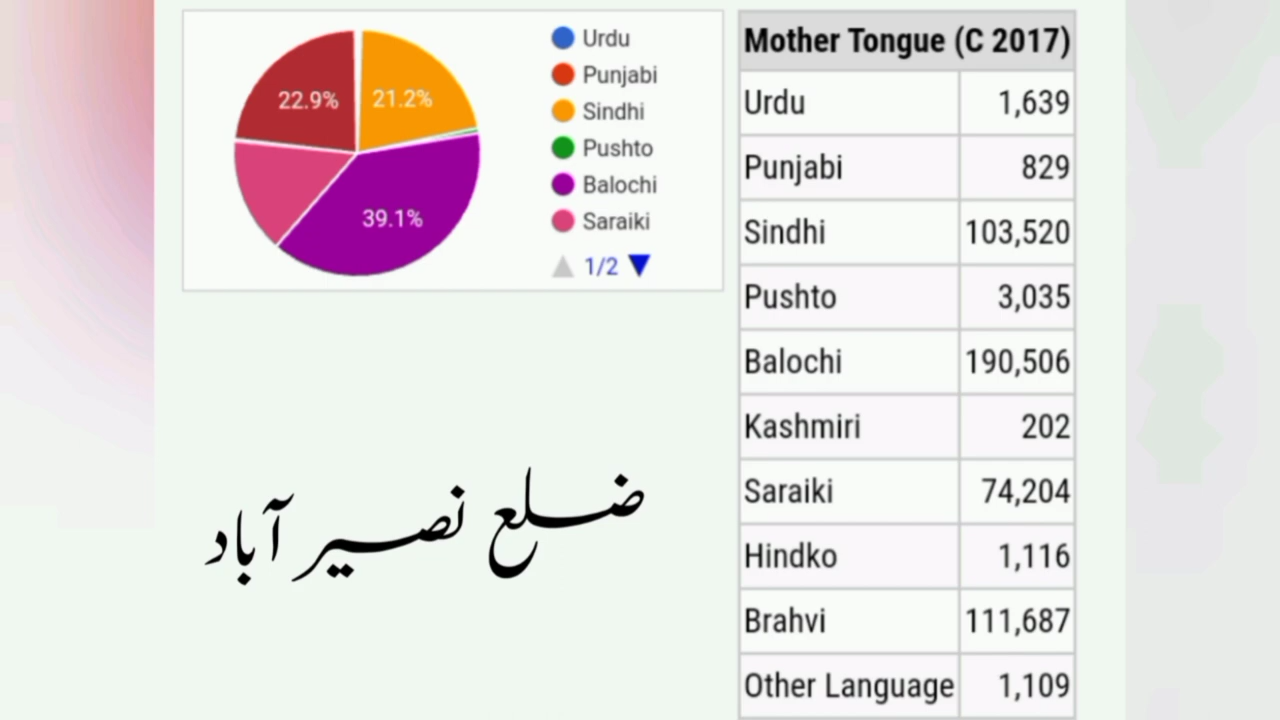 22.9%
21.2%
39.1%
Urdu
Punjabi
Sindhi
Pushto
Balochi
Saraiki
1/2
ضلع نصیر آباد
Mother Tongue (C 2017)
Urdu 1,639
Punjabi 829
Sindhi 103,520
Pushto 3,035
Balochi 190,506
Kashmiri 202
Saraiki 74,204
Hindko 1,116
Brahvi 111,687
Other Language 1,109